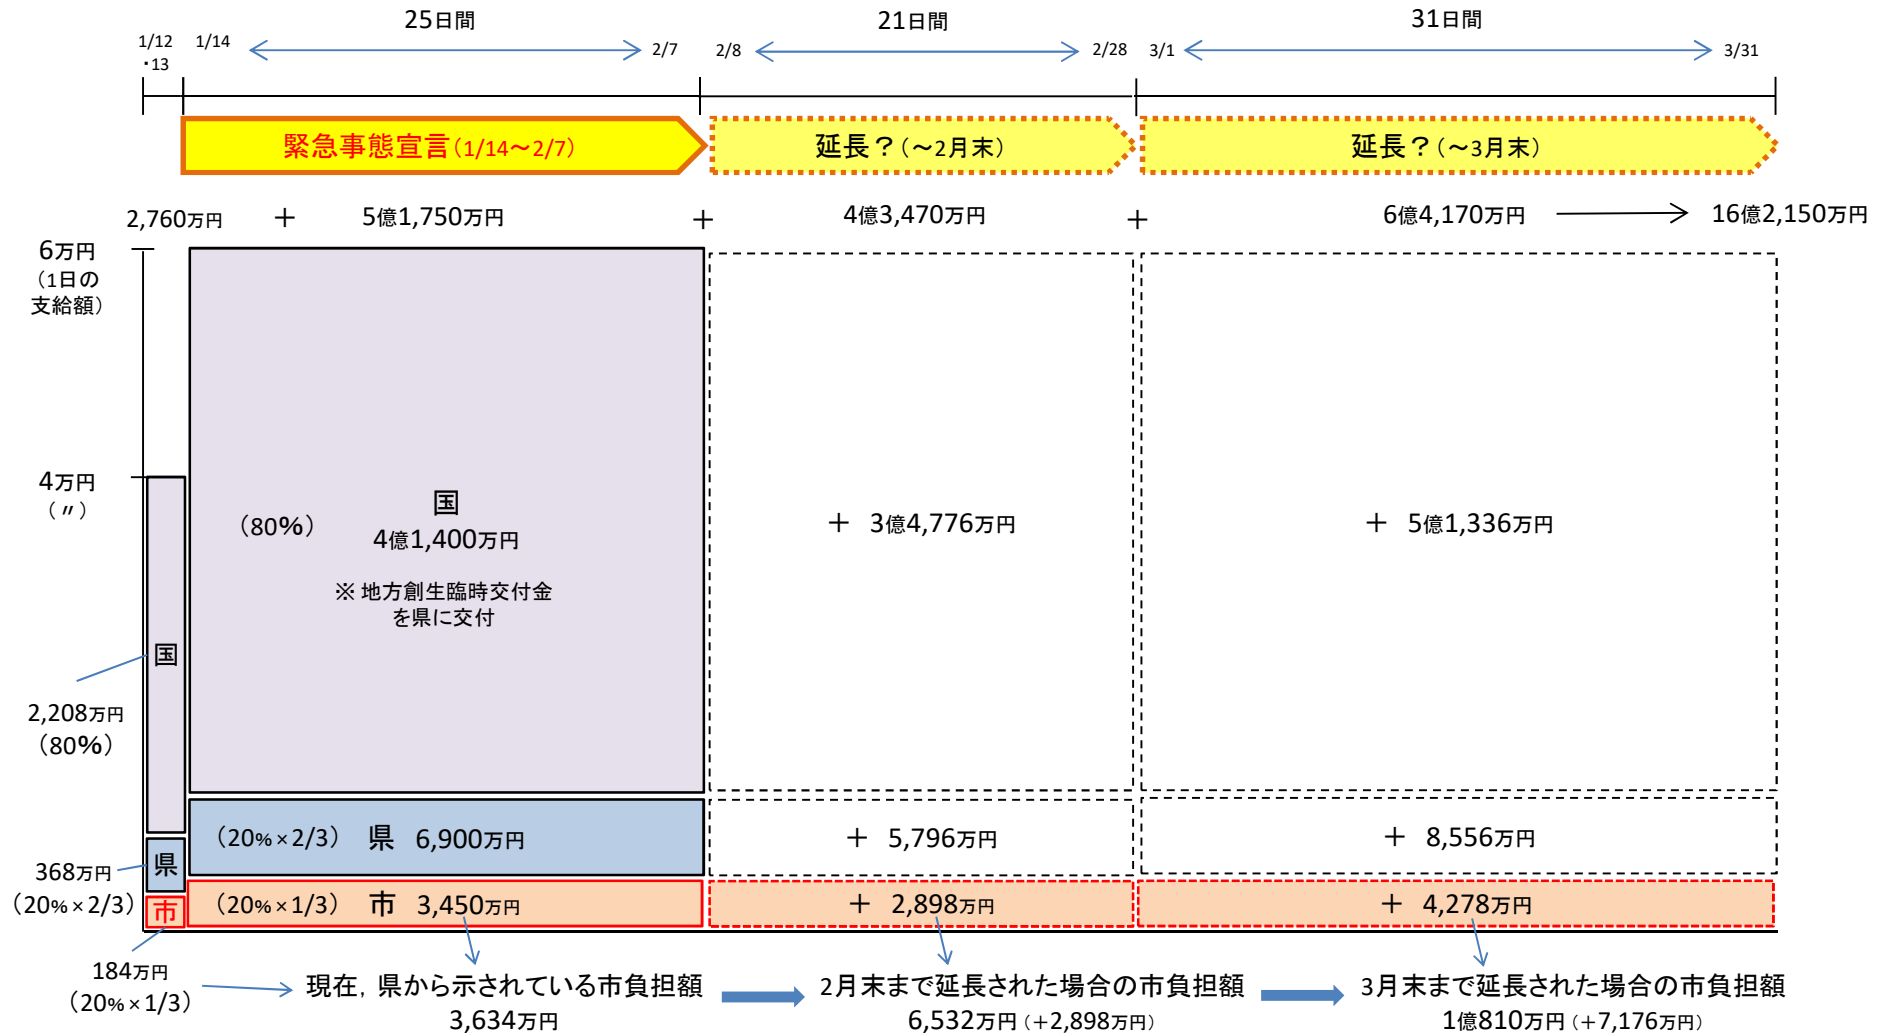 25日間
21日間
31日間
1/12
・13
1/14
2/7
2/8
2/28
3/1
3/31
緊急事態宣言（1/14～2/7）
延長？（～2月末）
延長？（～3月末）
2,760万円 ＋ 5億1,750万円 ＋ 4億3,470万円 ＋ 6億4,170万円 16億2,150万円
6万円
（1日の
支給額）
4万円
（〃）
（80％）
国
4億1,400万円
※ 地方創生臨時交付金
を県に交付
＋ 3億4,776万円
＋ 5億1,336万円
国
2,208万円
（80％）
（20％×2/3） 県 6,900万円
＋ 5,796万円
＋ 8,556万円
県
368万円
（20％×2/3）
市
（20％×1/3） 市 3,450万円
＋ 2,898万円
＋ 4,278万円
184万円
（20％×1/3）
現在，県から示されている市負担額
3,634万円
2月末まで延長された場合の市負担額
6,532万円（＋2,898万円）
3月末まで延長された場合の市負担額
1億810万円（＋7,176万円）